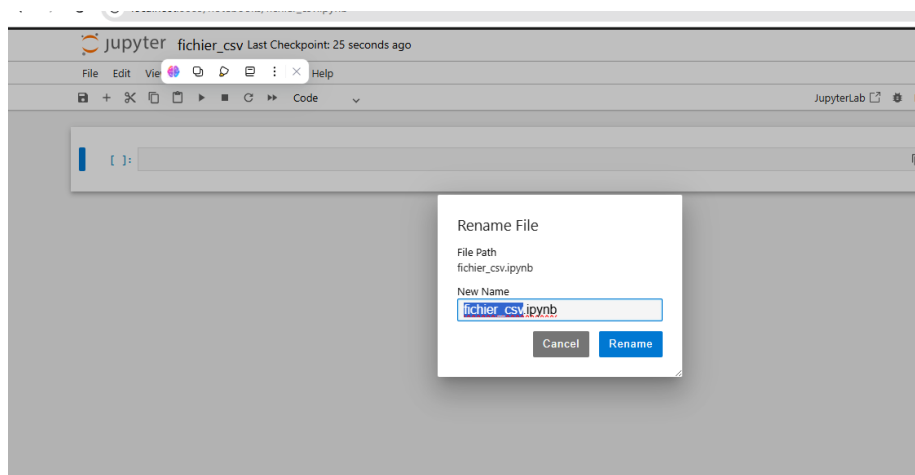 jupyter fichier_csv Last Checkpoint: 25 seconds ago
File Edit Vie Help
Code JupyterLab
[ ]:
Rename File
File Path
fichier_csv.ipynb
New Name
fichier_csv.ipynb
Cancel Rename